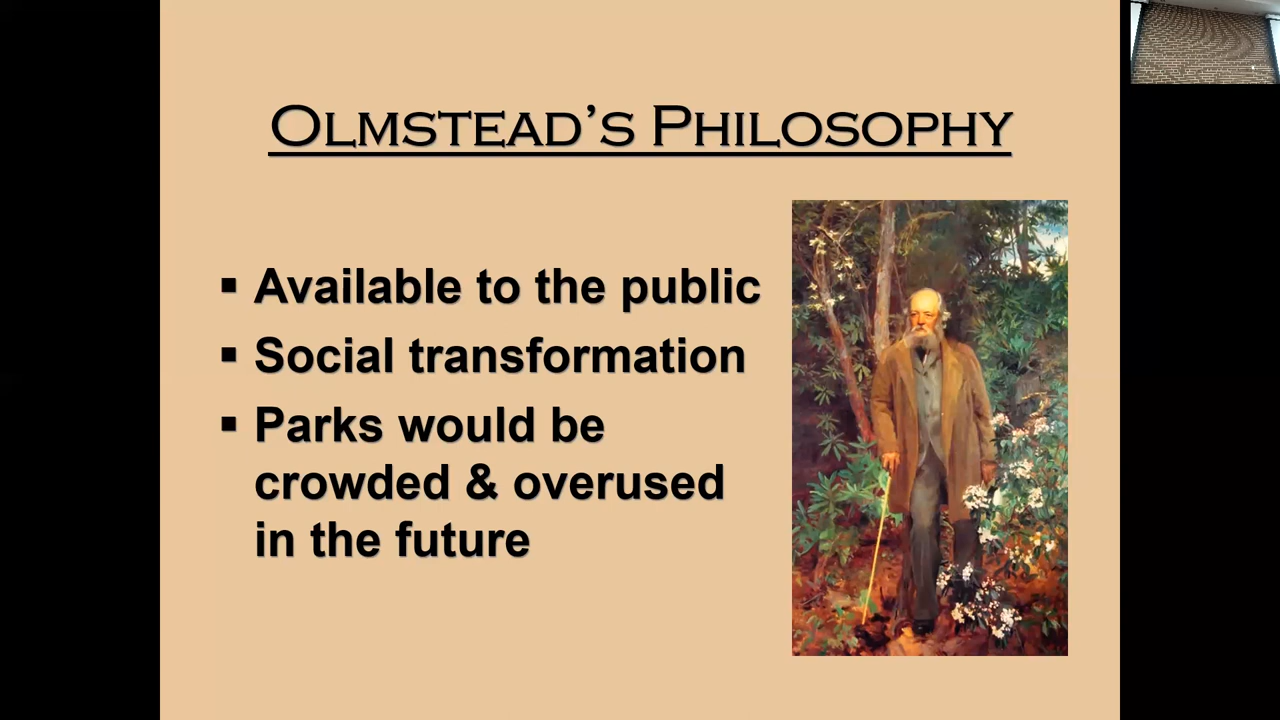 OLMSTEAD'S PHILOSOPHY
▪ Available to the public
▪ Social transformation
▪ Parks would be
crowded & overused
in the future